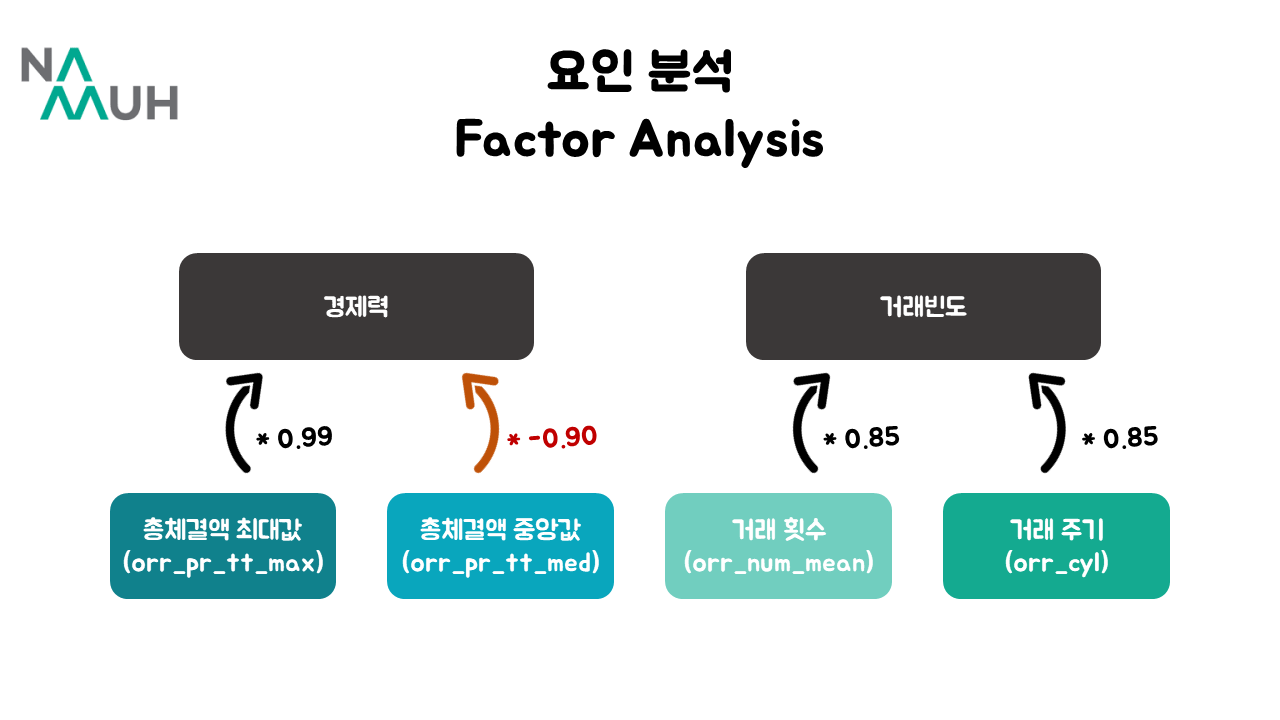 NAMUH
요인 분석
Factor Analysis
경제력
거래빈도
* 0.99
* -0.90
* 0.85
* 0.85
총체결액 최대값
(orr_pr_tt_max)
총체결액 중앙값
(orr_pr_tt_med)
거래 횟수
(orr_num_mean)
거래 주기
(orr_cyl)